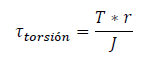 τ_torsión = (T * r) / J